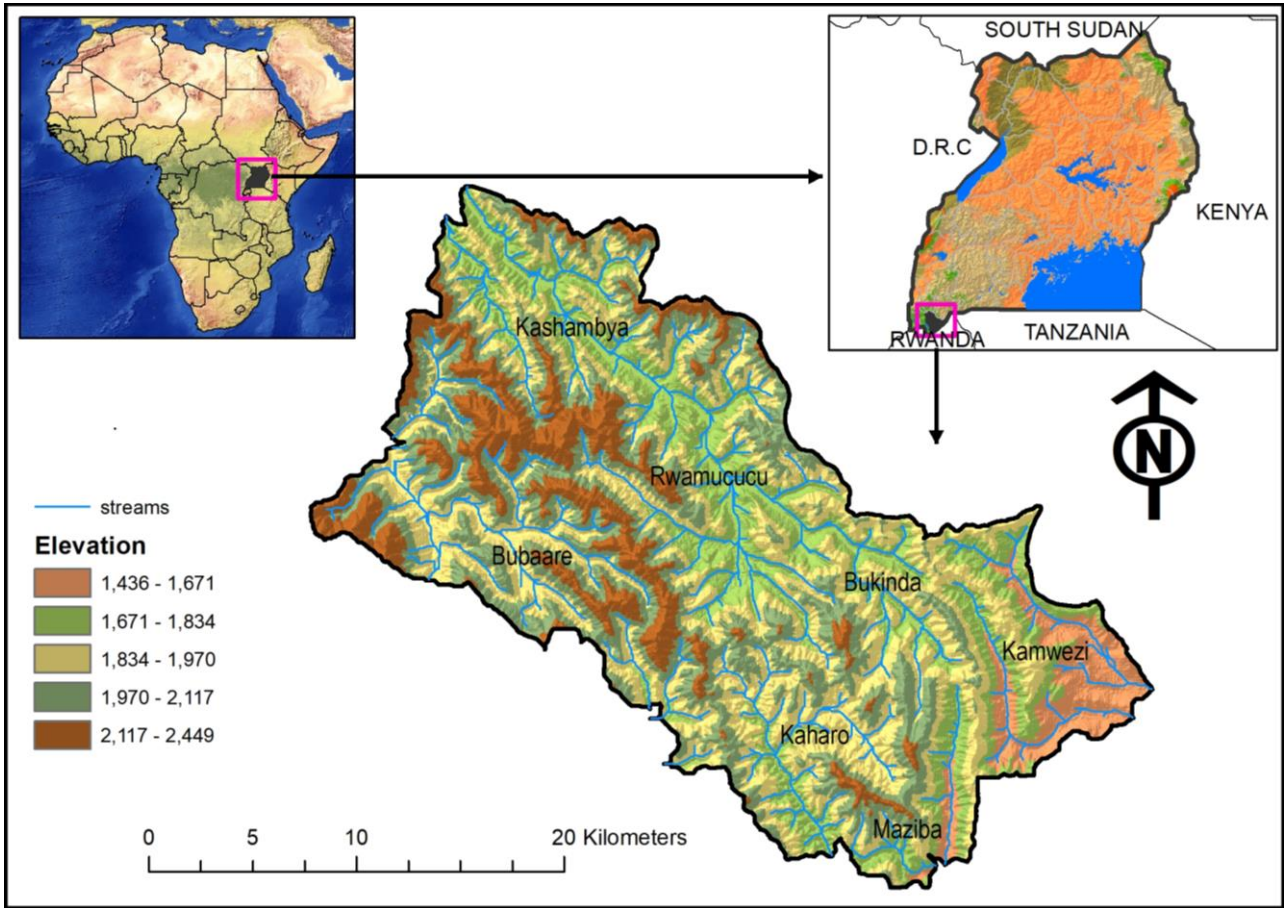 SOUTH SUDAN
D.R.C
KENYA
RWANDA
TANZANIA
N
Kashambya
Rwamucucu
Bubaare
Bukinda
Kamwezi
Kaharo
Maziba
streams
Elevation
1,436 - 1,671
1,671 - 1,834
1,834 - 1,970
1,970 - 2,117
2,117 - 2,449
0 5 10 20 Kilometers